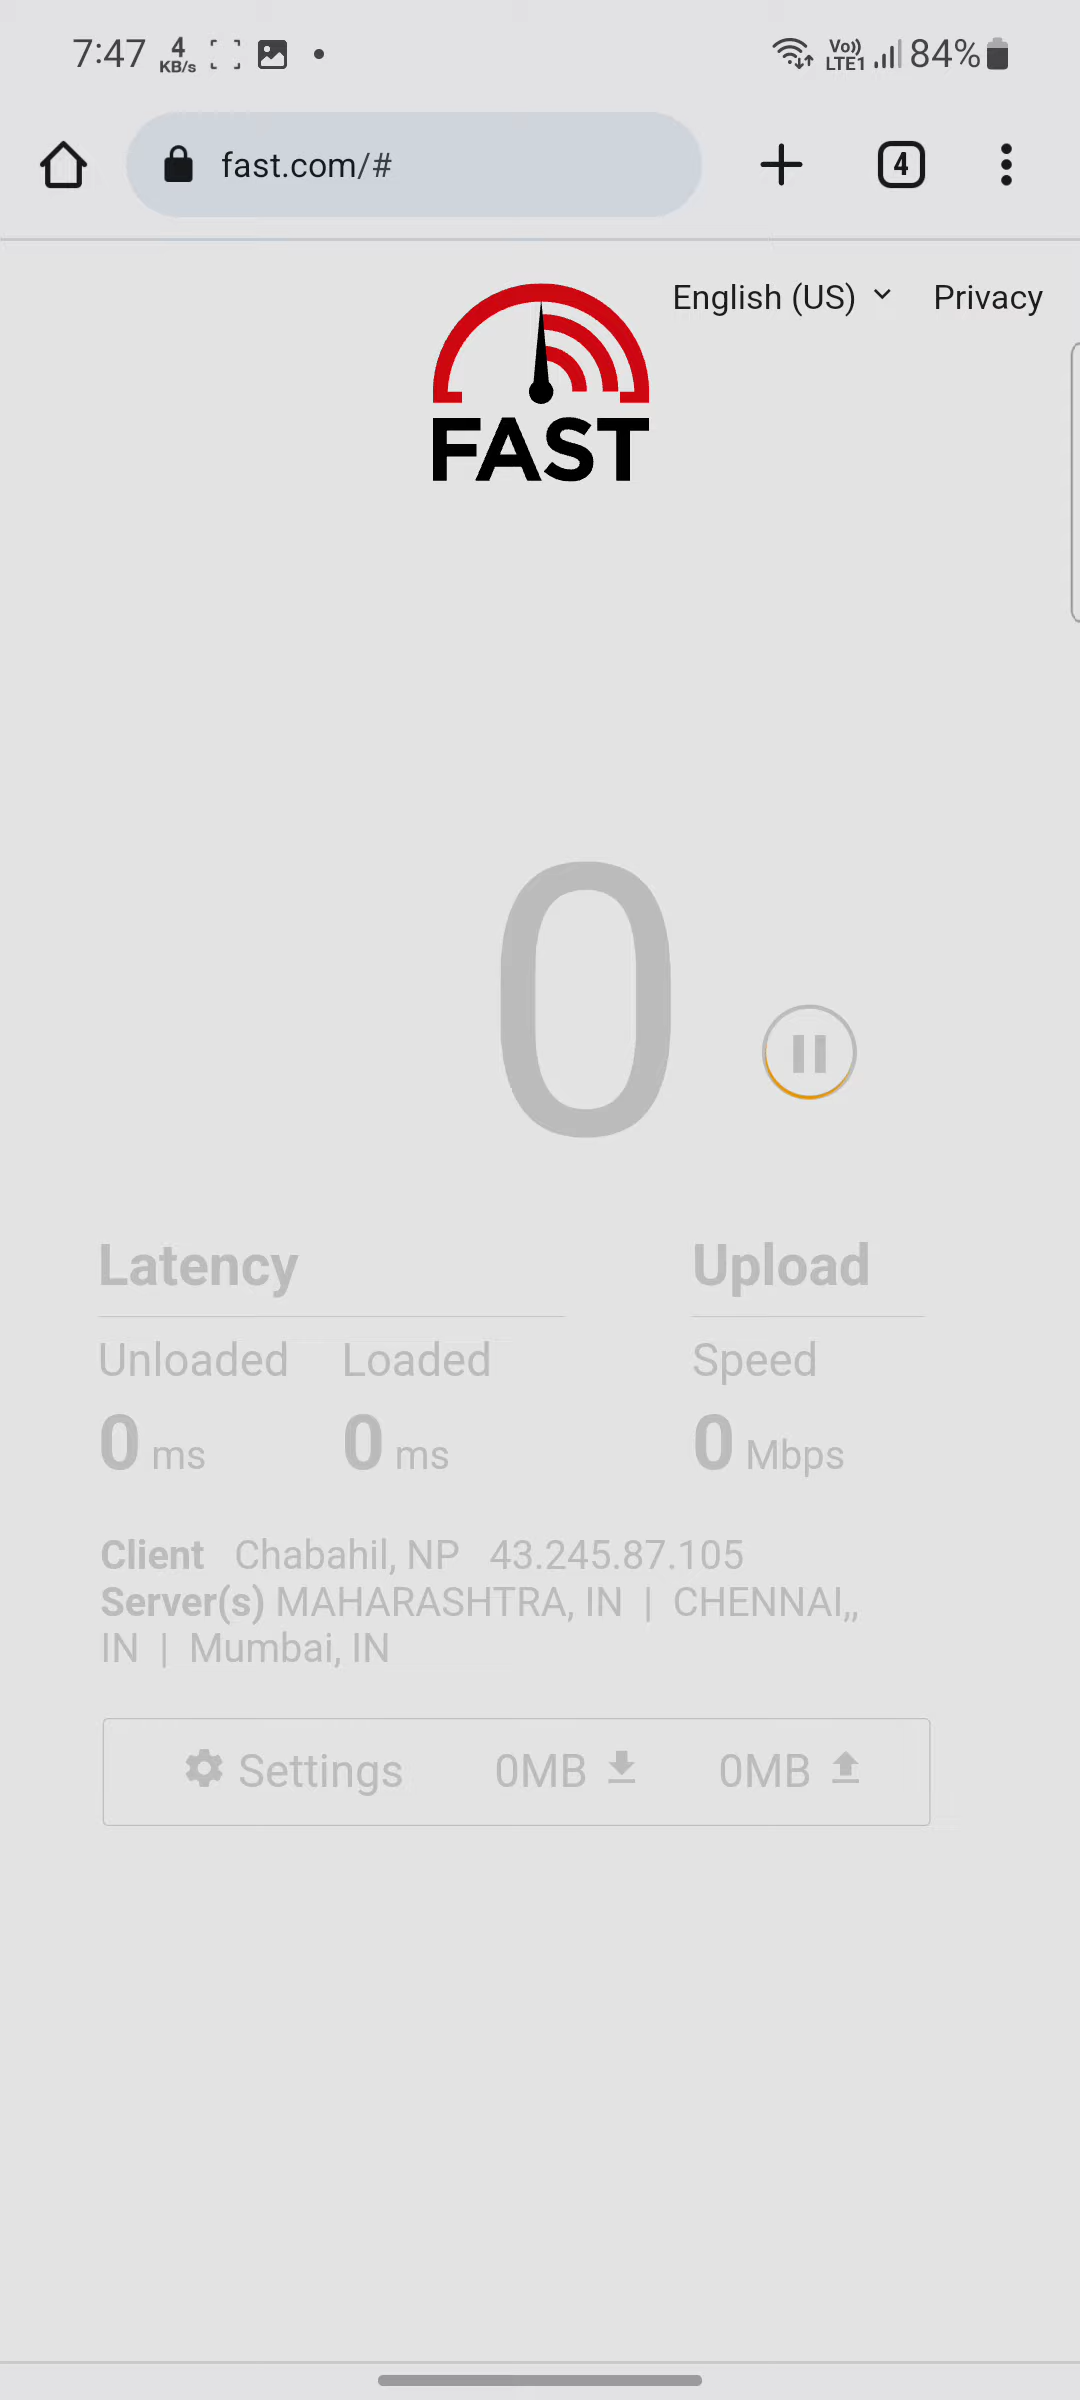 7:47 4 KB/s Vo)) LTE1 84%
fast.com/# 4
English (US) Privacy
FAST
0
Latency Upload
Unloaded Loaded Speed
0 ms 0 ms 0 Mbps
Client Chabahil, NP 43.245.87.105
Server(s) MAHARASHTRA, IN | CHENNAI,,
IN | Mumbai, IN
Settings 0MB 0MB